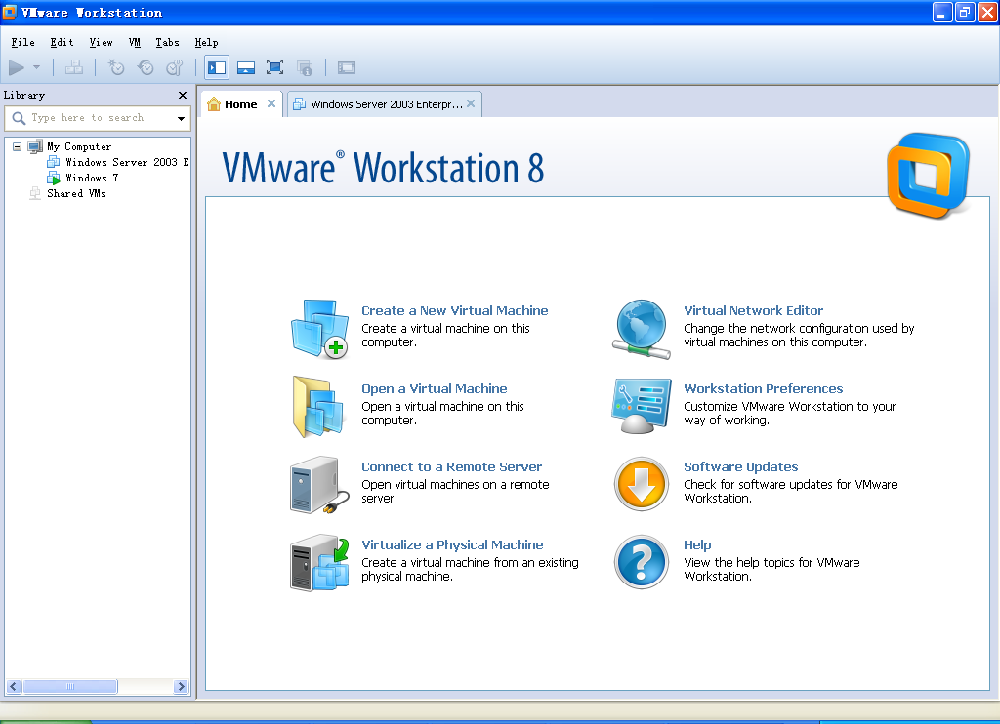 VMware Workstation
File Edit View VM Tabs Help
Library
Type here to search
My Computer
Windows Server 2003 E
Windows 7
Shared VMs
Home
Windows Server 2003 Enterpr...
VMware® Workstation 8
Create a New Virtual Machine
Create a virtual machine on this
computer.
Open a Virtual Machine
Open a virtual machine on this
computer.
Connect to a Remote Server
Open virtual machines on a remote
server.
Virtualize a Physical Machine
Create a virtual machine from an existing
physical machine.
Virtual Network Editor
Change the network configuration used by
virtual machines on this computer.
Workstation Preferences
Customize VMware Workstation to your
way of working.
Software Updates
Check for software updates for VMware
Workstation.
Help
View the help topics for VMware
Workstation.